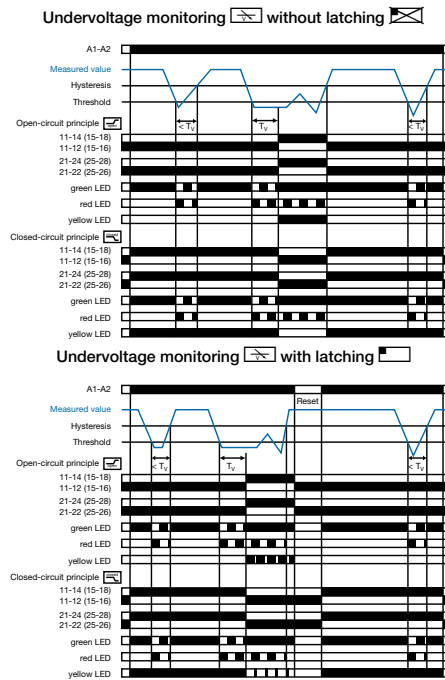 Undervoltage monitoring without latching
A1-A2
Measured value
Hysteresis
Threshold
Open-circuit principle
< Tv
Tv
< Tv
11-14 (15-18)
11-12 (15-16)
21-24 (25-28)
21-22 (25-26)
green LED
red LED
yellow LED
Closed-circuit principle
11-14 (15-18)
11-12 (15-16)
21-24 (25-28)
21-22 (25-26)
green LED
red LED
yellow LED
Undervoltage monitoring with latching
A1-A2
Reset
Measured value
Hysteresis
Threshold
Open-circuit principle
< Tv
Tv
< Tv
11-14 (15-18)
11-12 (15-16)
21-24 (25-28)
21-22 (25-26)
green LED
red LED
yellow LED
Closed-circuit principle
11-14 (15-18)
11-12 (15-16)
21-24 (25-28)
21-22 (25-26)
green LED
red LED
yellow LED